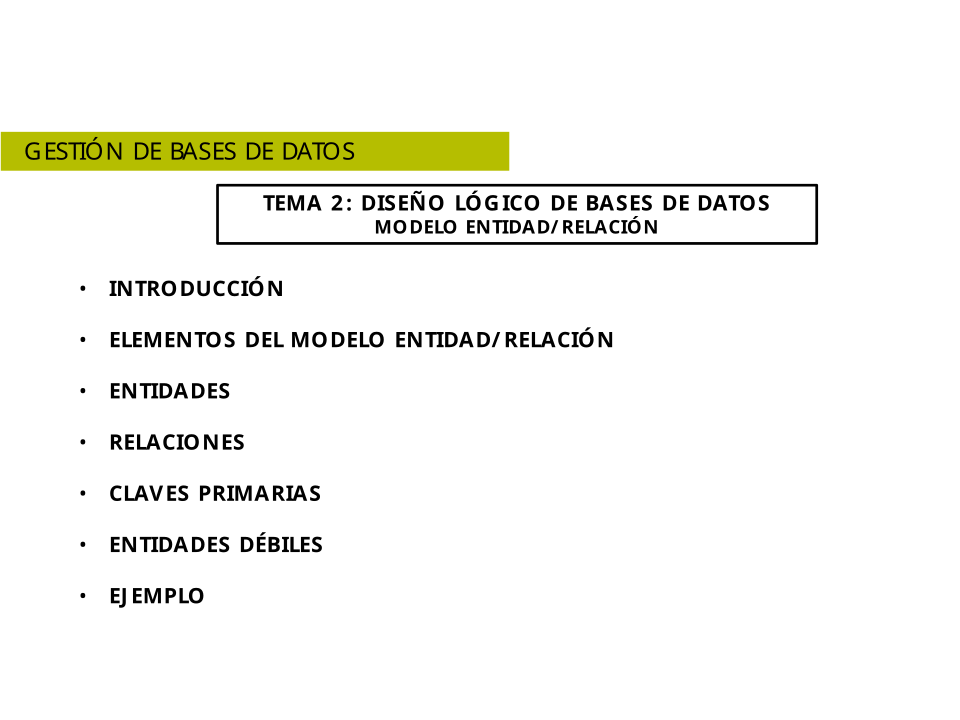 GESTIÓN DE BASES DE DATOS
TEMA 2: DISEÑO LÓGICO DE BASES DE DATOS
MODELO ENTIDAD/RELACIÓN
• INTRODUCCIÓN
• ELEMENTOS DEL MODELO ENTIDAD/RELACIÓN
• ENTIDADES
• RELACIONES
• CLAVES PRIMARIAS
• ENTIDADES DÉBILES
• EJEMPLO